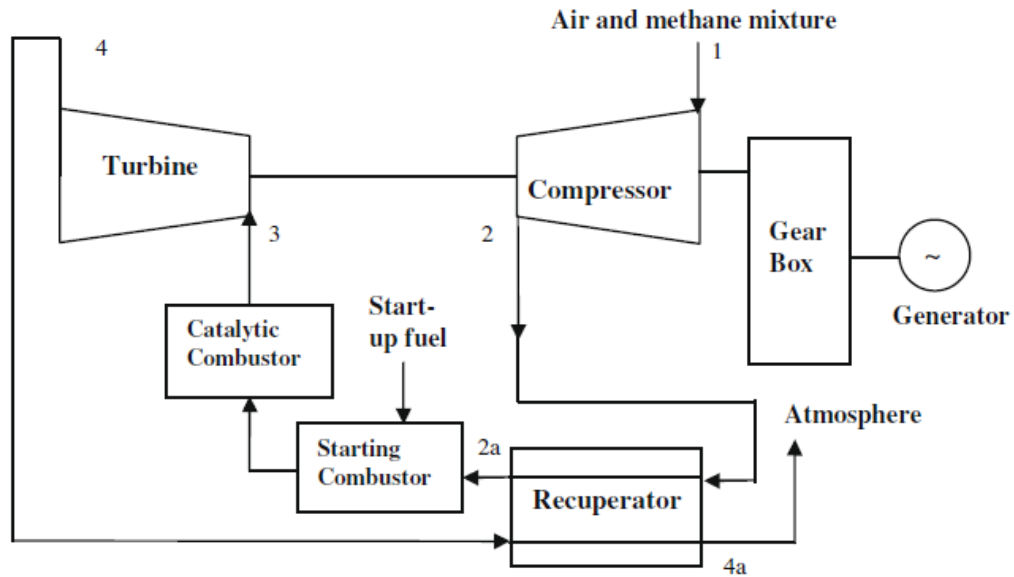 Air and methane mixture
4
1
Turbine
Compressor
3
2
Gear
Box
~
Generator
Start-
up fuel
Catalytic
Combustor
Atmosphere
Starting
Combustor
2a
Recuperator
4a